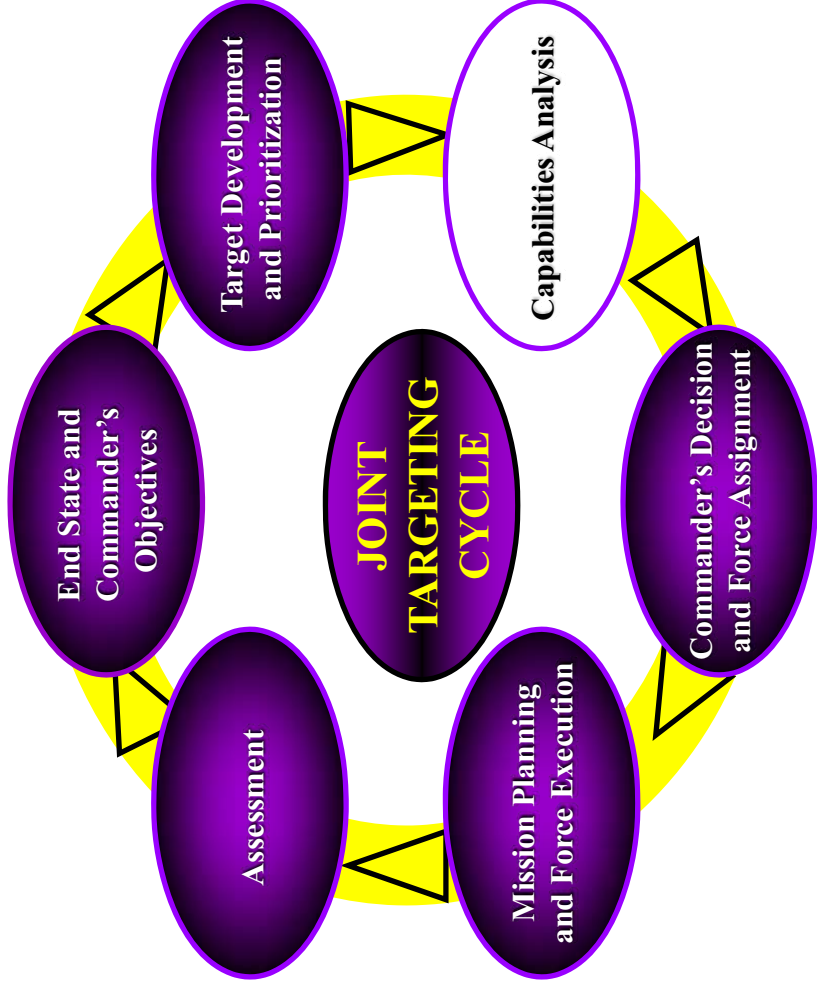 End State and
Commander’s
Objectives
Target Development
and Prioritization
Capabilities Analysis
Commander’s Decision
and Force Assignment
Mission Planning
and Force Execution
Assessment
JOINT
TARGETING
CYCLE